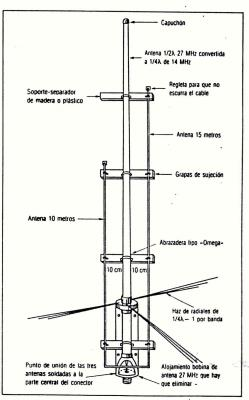 Capuchón
Antena 1/2λ 27 MHz convertida
a 1/4λ de 14 MHz
Soporte-separador
de madera o plástico
Regleta para que no
escurra el cable
Antena 15 metros
Grapas de sujeción
Antena 10 metros
Abrazadera tipo «Omega»
10 cm
10 cm
Haz de radiales de
1/4λ – 1 por banda
Punto de unión de las tres
antenas soldadas a la
parte central del conector
Alojamiento bobina de
antena 27 MHz que hay
que eliminar